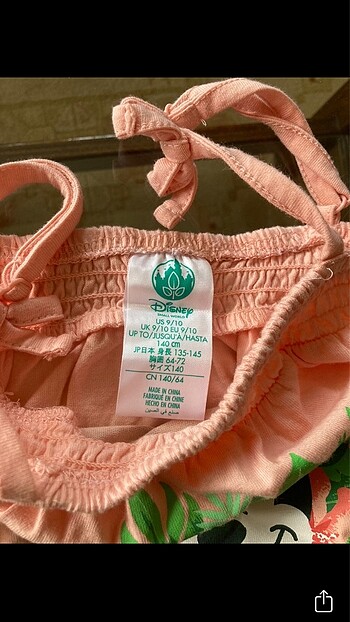 Disney
SMALL WORLD
US 9/10
UK 9/10 EU 9/10
UP TO/JUSQU'À/HASTA
140 cm
JP日本 身長 135-145
胸囲 64-72
サイズ140
CN 140/64
MADE IN CHINA
FABRIQUÉ EN CHINE
HECHO EN CHINA
صنع في الصين